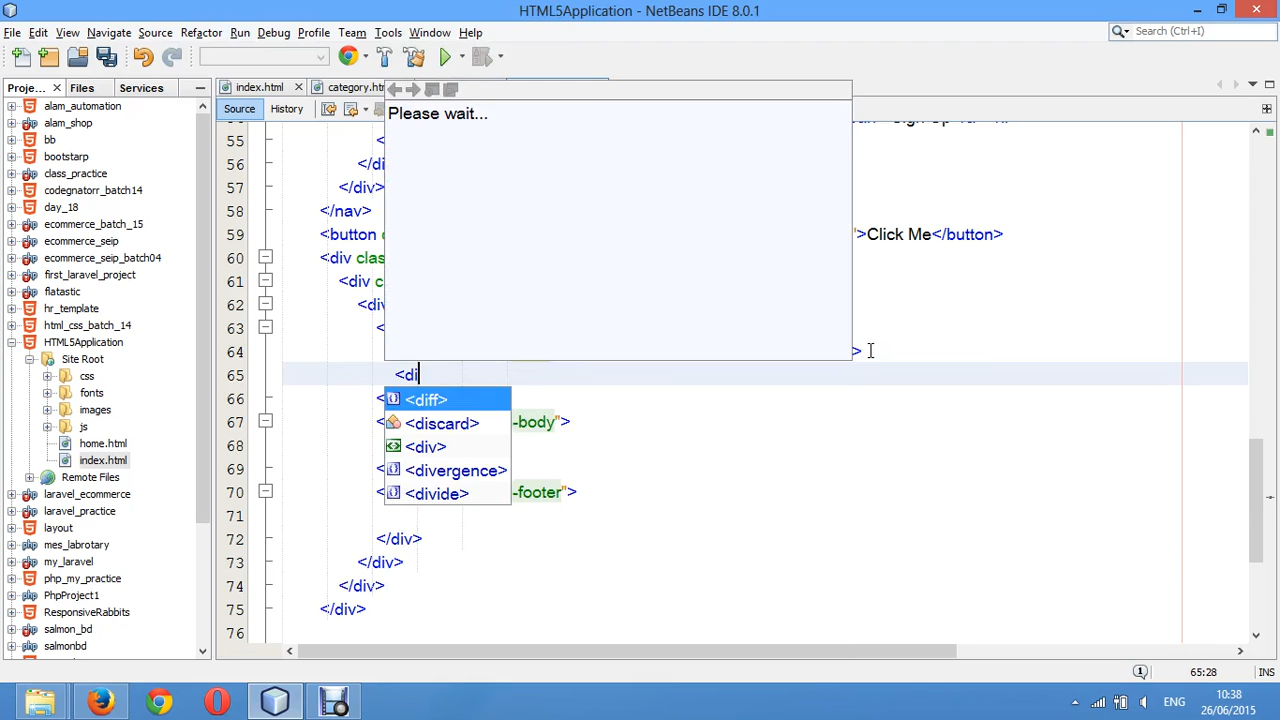 HTML5Application - NetBeans IDE 8.0.1
File Edit View Navigate Source Refactor Run Debug Profile Team Tools Window Help
Search (Ctrl+I)
Proje... Files Services
index.html
category.htm
Source History
Please wait...
alam_automation
alam_shop
bb
bootstarp
class_practice
codegnatorr_batch14
day_18
ecommerce_batch_15
ecommerce_seip
ecommerce_seip_batch04
first_laravel_project
flatastic
hr_template
html_css_batch_14
HTML5Application
Site Root
css
fonts
images
js
home.html
index.html
Remote Files
laravel_ecommerce
laravel_practice
layout
mes_labrotary
my_laravel
php_my_practice
PhpProject1
ResponsiveRabbits
salmon_bd
salmonbd
55 <
56 </di
57 </div>
58 </nav>
59 <button ">Click Me</button>
60 <div clas
61 <div c
62 <div
63 <
64 >
65 <di
<diff>
<discard>
<div>
<divergence>
<divide>
66 <
67 < -body">
68
69 <
70 < -footer">
71
72 </div>
73 </div>
74 </div>
75 </div>
76
1
65:28 INS
ENG
10:38
26/06/2015